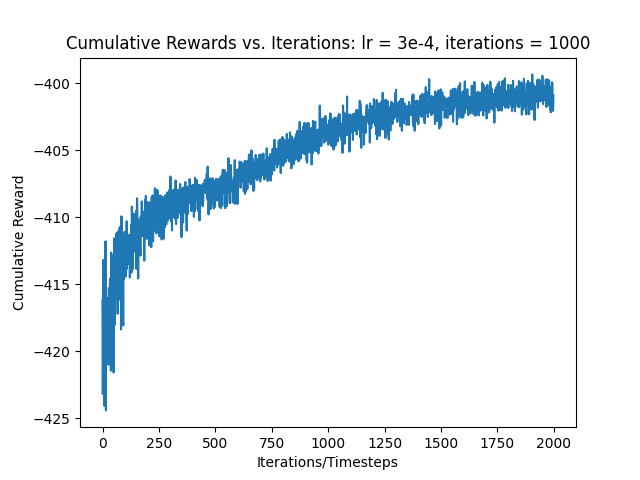 Cumulative Rewards vs. Iterations: lr = 3e-4, iterations = 1000
−400
−405
−410
−415
−420
−425
Cumulative Reward
0 250 500 750 1000 1250 1500 1750 2000
Iterations/Timesteps